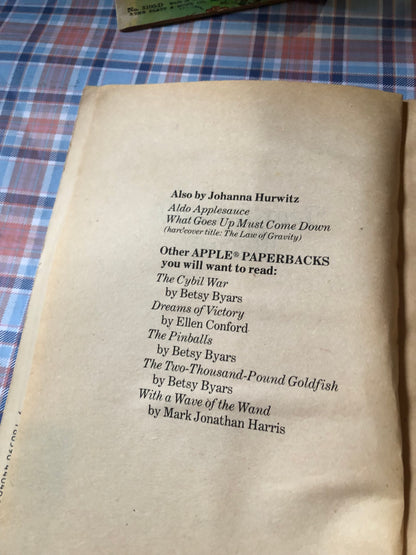 No. 5105-D
Also by Johanna Hurwitz
Aldo Applesauce
What Goes Up Must Come Down
(hardcover title: The Law of Gravity)
Other APPLE® PAPERBACKS
you will want to read:
The Cybil War
by Betsy Byars
Dreams of Victory
by Ellen Conford
The Pinballs
by Betsy Byars
The Two-Thousand-Pound Goldfish
by Betsy Byars
With a Wave of the Wand
by Mark Jonathan Harris